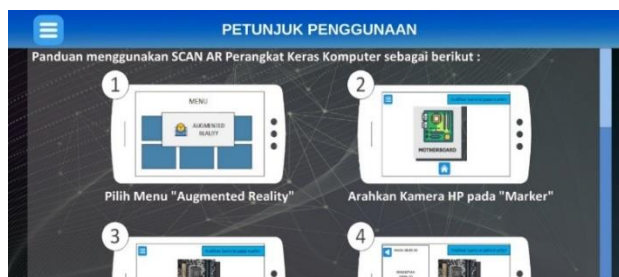 PETUNJUK PENGGUNAAN
Panduan menggunakan SCAN AR Perangkat Keras Komputer sebagai berikut :
1
MENU
AUGMENTED
REALITY
Pilih Menu "Augmented Reality"
2
MOTHERBOARD
Arahkan Kamera HP pada "Marker"
3
4